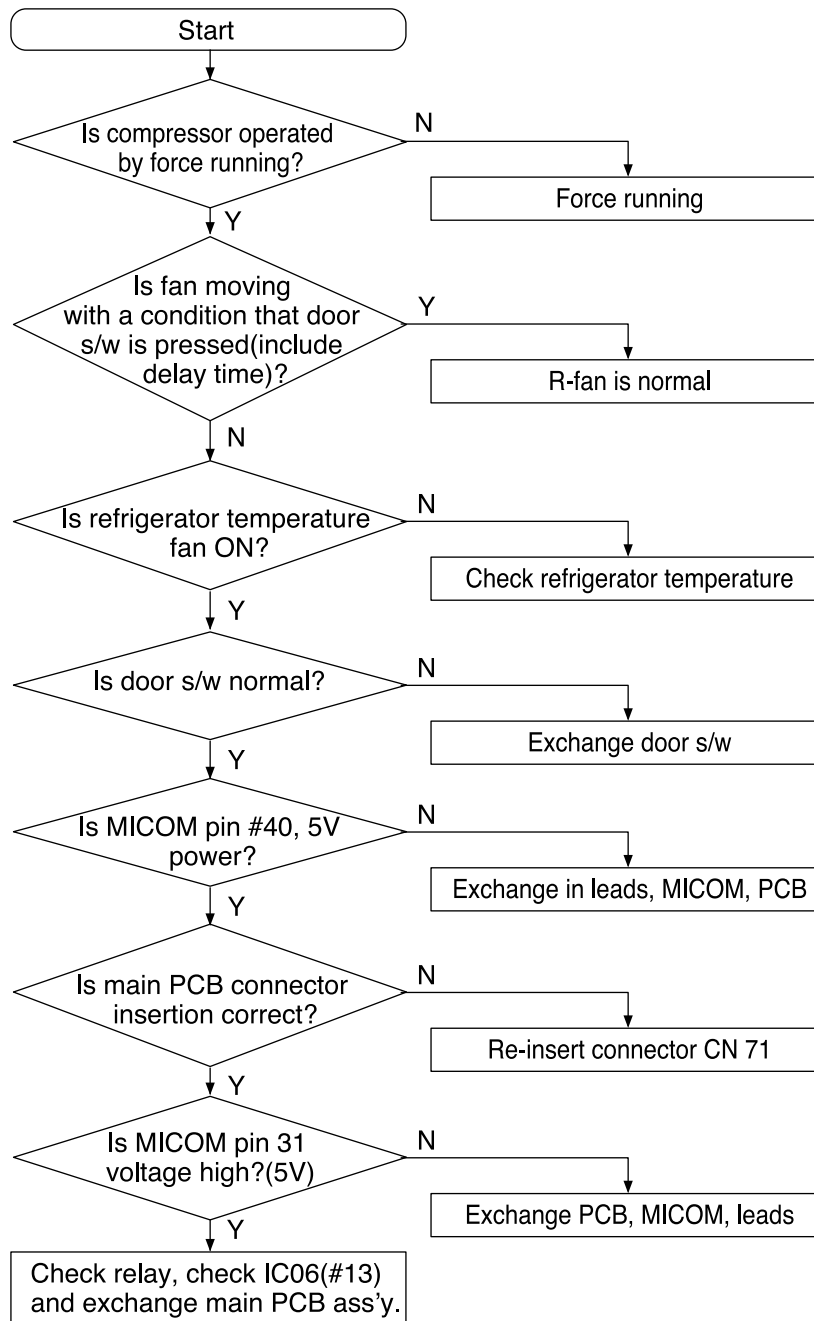 Start
Is compressor operated
by force running?
N
Force running
Y
Is fan moving
with a condition that door
s/w is pressed(include
delay time)?
Y
R-fan is normal
N
Is refrigerator temperature
fan ON?
N
Check refrigerator temperature
Y
Is door s/w normal?
N
Exchange door s/w
Y
Is MICOM pin #40, 5V
power?
N
Exchange in leads, MICOM, PCB
Y
Is main PCB connector
insertion correct?
N
Re-insert connector CN 71
Y
Is MICOM pin 31
voltage high?(5V)
N
Exchange PCB, MICOM, leads
Y
Check relay, check IC06(#13)
and exchange main PCB ass'y.